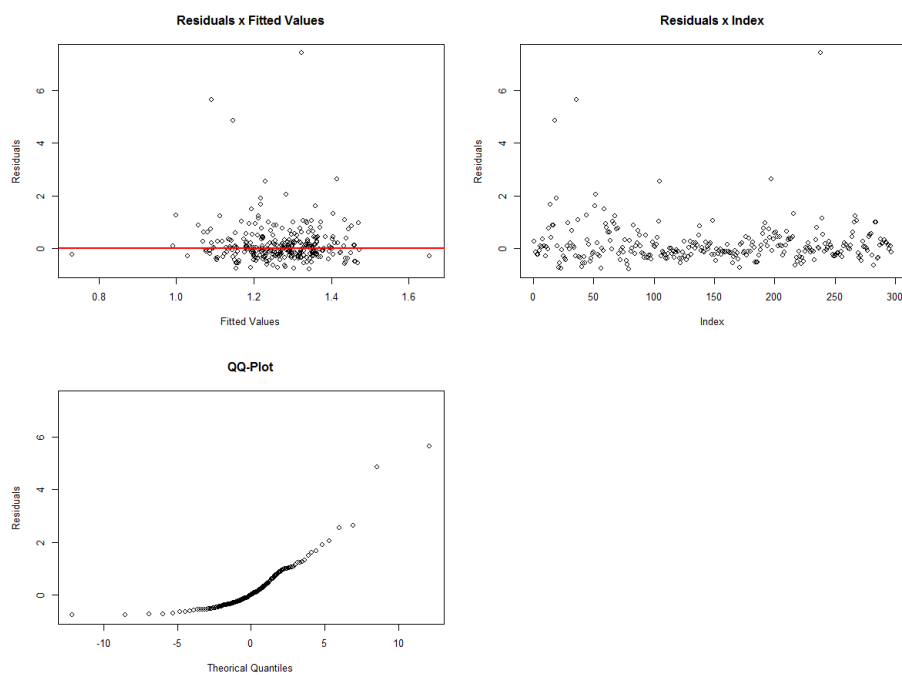 Residuals x Fitted Values
Residuals
6
4
2
0
0.8 1.0 1.2 1.4 1.6
Fitted Values
Residuals x Index
Residuals
6
4
2
0
0 50 100 150 200 250 300
Index
QQ-Plot
Residuals
6
4
2
0
-10 -5 0 5 10
Theorical Quantiles